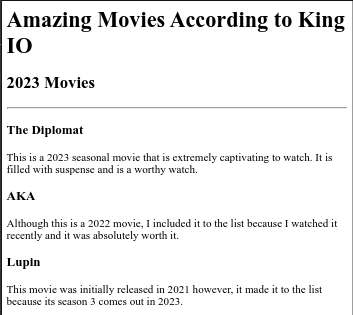 Amazing Movies According to King
IO
2023 Movies
The Diplomat
This is a 2023 seasonal movie that is extremely captivating to watch. It is
filled with suspense and is a worthy watch.
AKA
Although this is a 2022 movie, I included it to the list because I watched it
recently and it was absolutely worth it.
Lupin
This movie was initially released in 2021 however, it made it to the list
because its season 3 comes out in 2023.